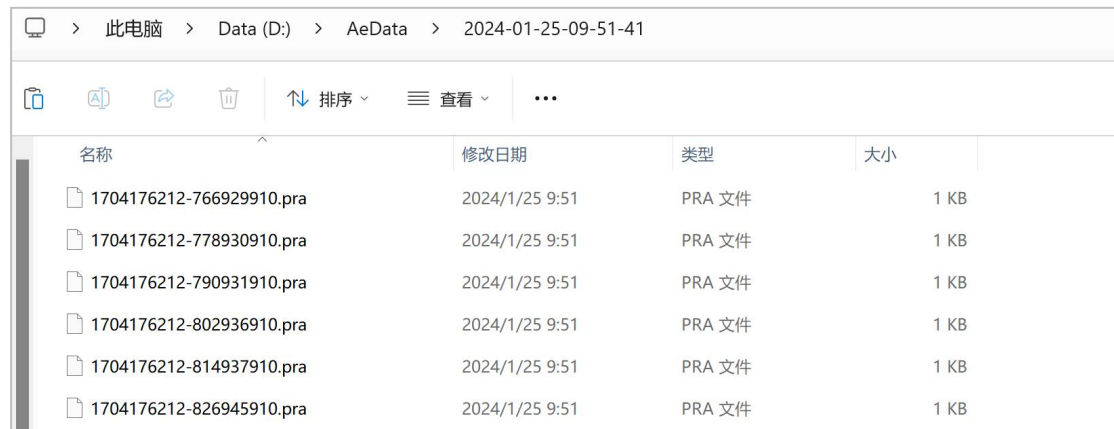 此电脑 > Data (D:) > AeData > 2024-01-25-09-51-41
排序 查看 ...
名称 修改日期 类型 大小
1704176212-766929910.pra 2024/1/25 9:51 PRA 文件 1 KB
1704176212-778930910.pra 2024/1/25 9:51 PRA 文件 1 KB
1704176212-790931910.pra 2024/1/25 9:51 PRA 文件 1 KB
1704176212-802936910.pra 2024/1/25 9:51 PRA 文件 1 KB
1704176212-814937910.pra 2024/1/25 9:51 PRA 文件 1 KB
1704176212-826945910.pra 2024/1/25 9:51 PRA 文件 1 KB